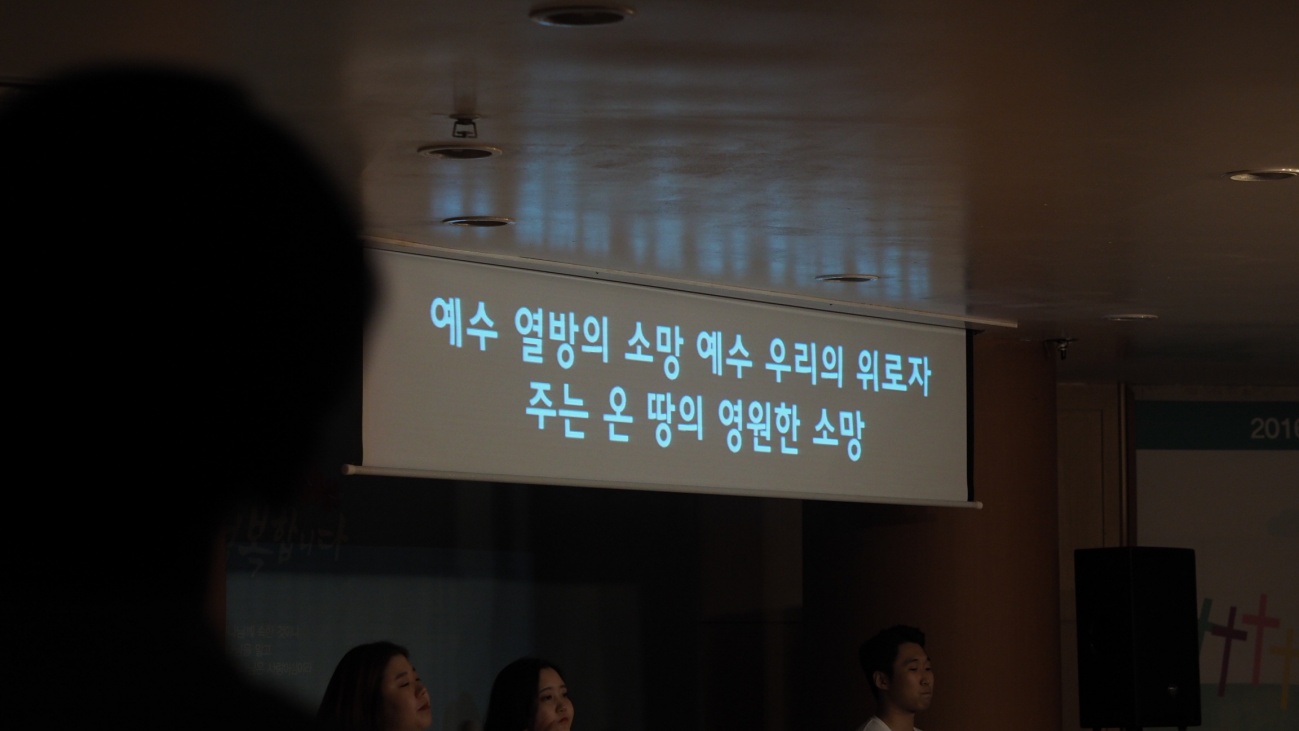 예수 열방의 소망 예수 우리의 위로자
주는 온 땅의 영원한 소망
2016